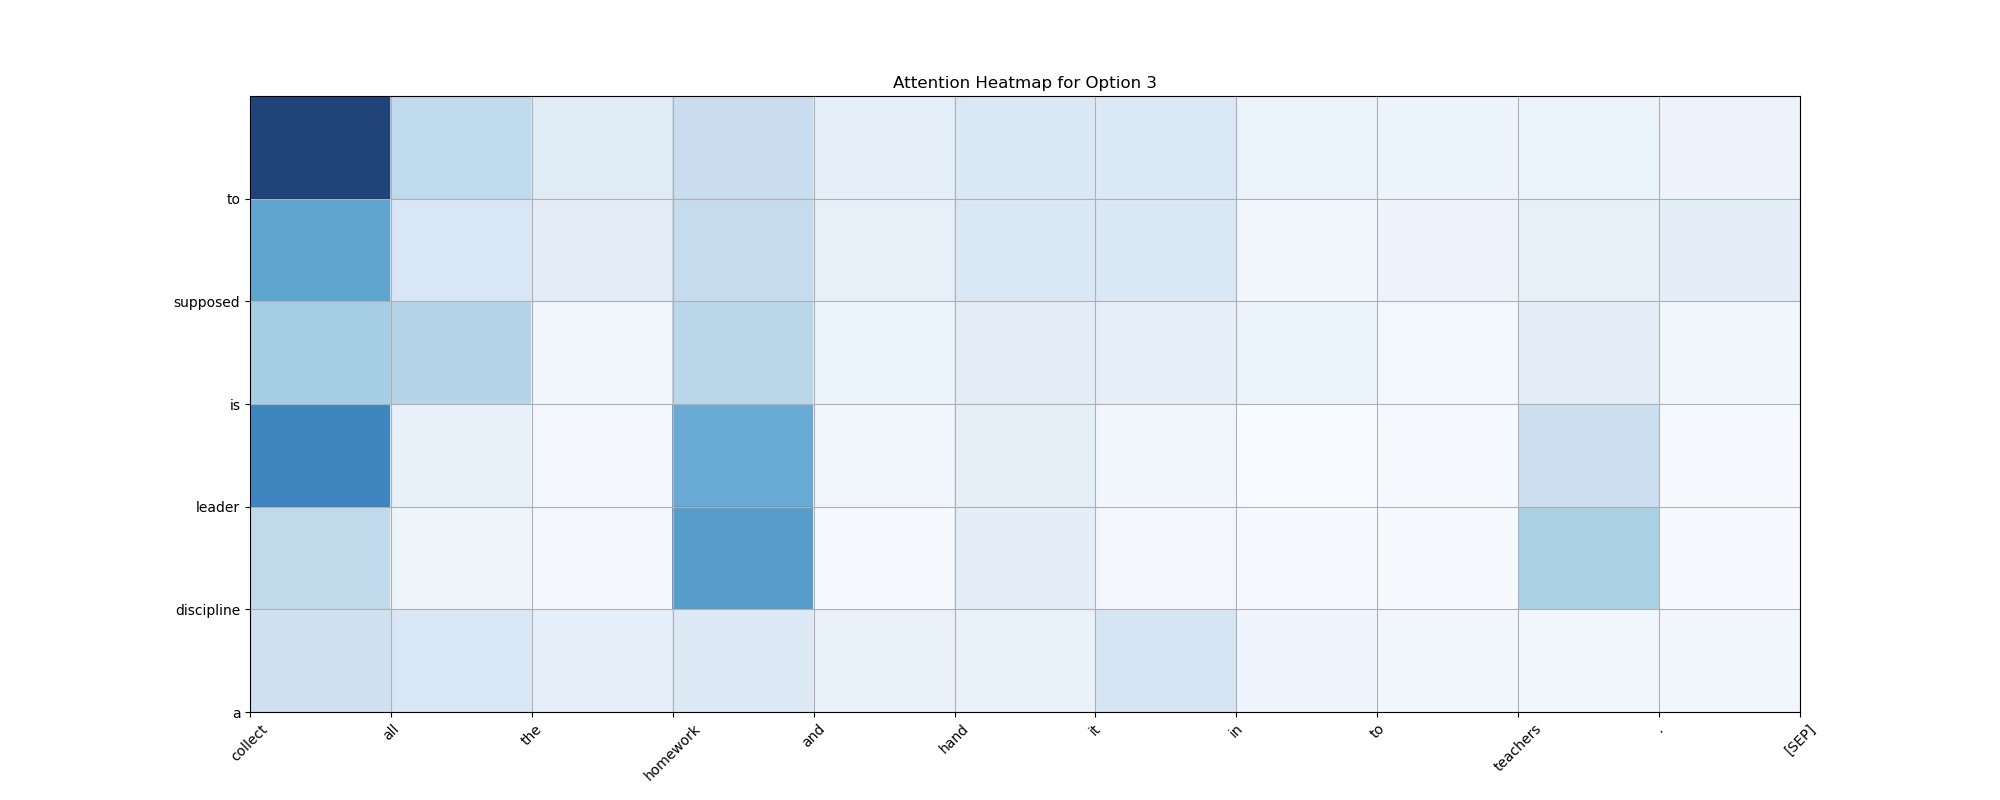 Attention Heatmap for Option 3
to
supposed
is
leader
discipline
a
collect all the homework and hand it in to teachers . [SEP]